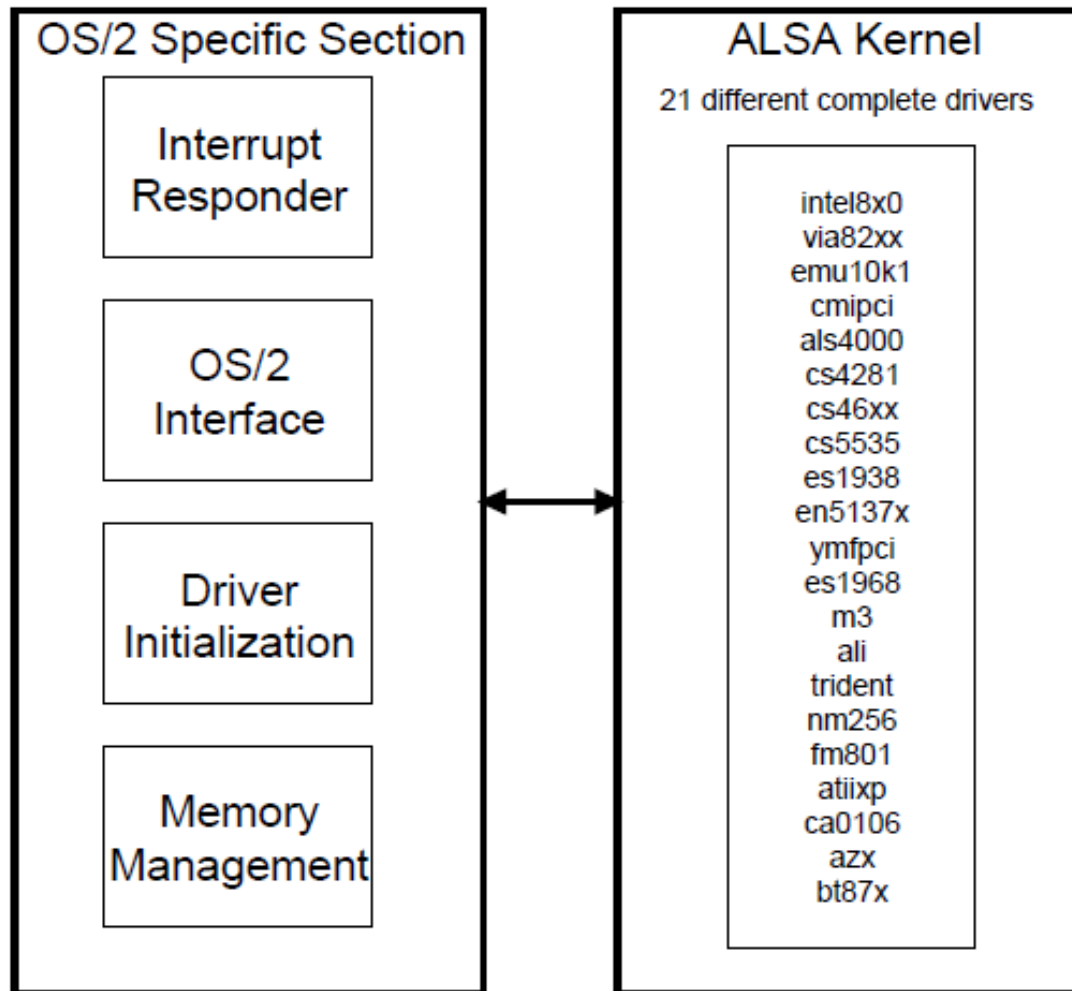 OS/2 Specific Section
Interrupt
Responder
OS/2
Interface
Driver
Initialization
Memory
Management
ALSA Kernel
21 different complete drivers
intel8x0
via82xx
emu10k1
cmipci
als4000
cs4281
cs46xx
cs5535
es1938
en5137x
ymfpci
es1968
m3
ali
trident
nm256
fm801
atiixp
ca0106
azx
bt87x